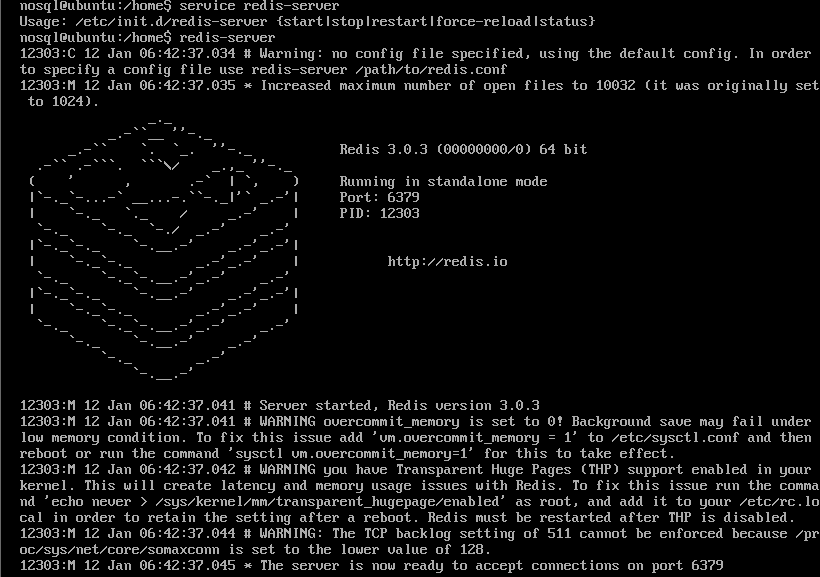 nosql@ubuntu:/home$ service redis-server
Usage: /etc/init.d/redis-server {start|stop|restart|force-reload|status}
nosql@ubuntu:/home$ redis-server
12303:C 12 Jan 06:42:37.034 # Warning: no config file specified, using the default config. In order
to specify a config file use redis-server /path/to/redis.conf
12303:M 12 Jan 06:42:37.035 * Increased maximum number of open files to 10032 (it was originally set
to 1024).
Redis 3.0.3 (00000000/0) 64 bit
Running in standalone mode
Port: 6379
PID: 12303
http://redis.io
12303:M 12 Jan 06:42:37.041 # Server started, Redis version 3.0.3
12303:M 12 Jan 06:42:37.041 # WARNING overcommit_memory is set to 0! Background save may fail under
low memory condition. To fix this issue add 'vm.overcommit_memory = 1' to /etc/sysctl.conf and then
reboot or run the command 'sysctl vm.overcommit_memory=1' for this to take effect.
12303:M 12 Jan 06:42:37.042 # WARNING you have Transparent Huge Pages (THP) support enabled in your
kernel. This will create latency and memory usage issues with Redis. To fix this issue run the comma
nd 'echo never > /sys/kernel/mm/transparent_hugepage/enabled' as root, and add it to your /etc/rc.lo
cal in order to retain the setting after a reboot. Redis must be restarted after THP is disabled.
12303:M 12 Jan 06:42:37.044 # WARNING: The TCP backlog setting of 511 cannot be enforced because /pr
oc/sys/net/core/somaxconn is set to the lower value of 128.
12303:M 12 Jan 06:42:37.045 * The server is now ready to accept connections on port 6379